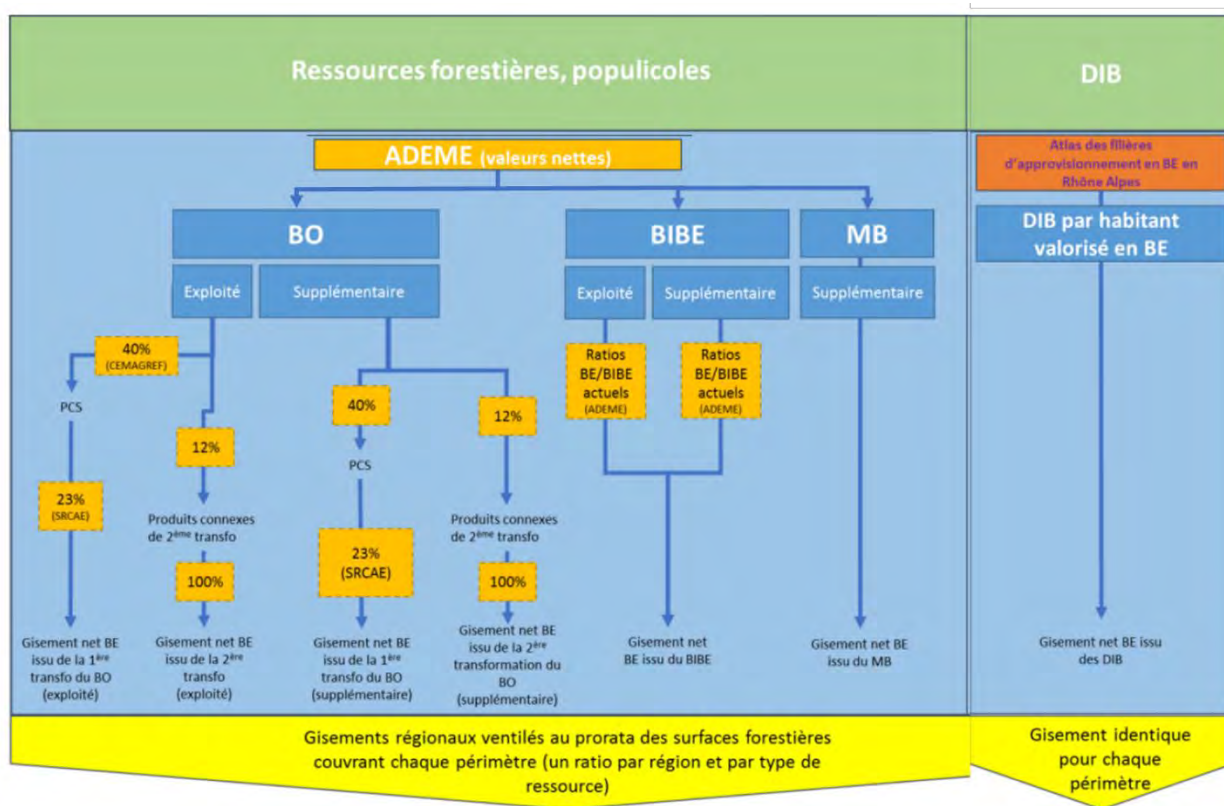 Ressources forestières, populicoles
DIB
ADEME (valeurs nettes)
Atlas des filières
d'approvisionnement en BE en
Rhône Alpes
BO
BIBE
MB
DIB par habitant
valorisé en BE
Exploité
Supplémentaire
Exploité
Supplémentaire
Supplémentaire
40%
(CEMAGREF)
Ratios
BE/BIBE
actuels
(ADEME)
Ratios
BE/BIBE
actuels
(ADEME)
PCS
40%
12%
12%
PCS
23%
(SRCAE)
Produits connexes
de 2ème transfo
Produits connexes
de 2ème transfo
23%
(SRCAE)
100%
100%
Gisement net BE
issu de la 1ère
transfo du BO
(exploité)
Gisement net BE
issu de la 2ère
transfo
(exploité)
Gisement net BE
issu de la 1ère
transfo du BO
(supplémentaire)
Gisement net BE
issu de la 2ère
transformation du
BO
(supplémentaire)
Gisement net
BE issu du BIBE
Gisement net BE
issu du MB
Gisement net BE issu
des DIB
Gisements régionaux ventilés au prorata des surfaces forestières
couvrant chaque périmètre (un ratio par région et par type de
ressource)
Gisement identique
pour chaque
périmètre